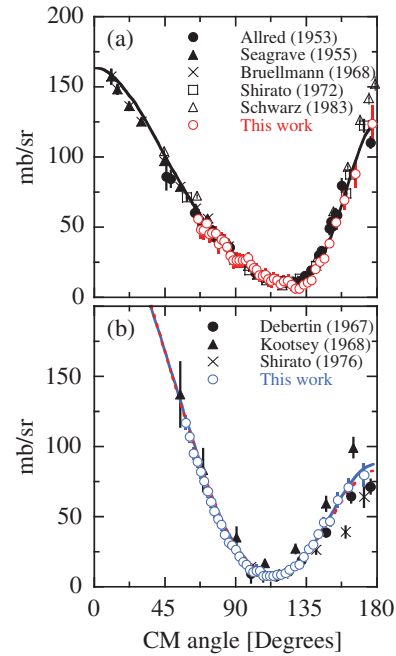 (a)
Allred (1953)
Seagrave (1955)
Bruellmann (1968)
Shirato (1972)
Schwarz (1983)
This work
200
150
100
50
0
mb/sr
(b)
Debertin (1967)
Kootsey (1968)
Shirato (1976)
This work
150
100
50
0
mb/sr
0 45 90 135 180
CM angle [Degrees]